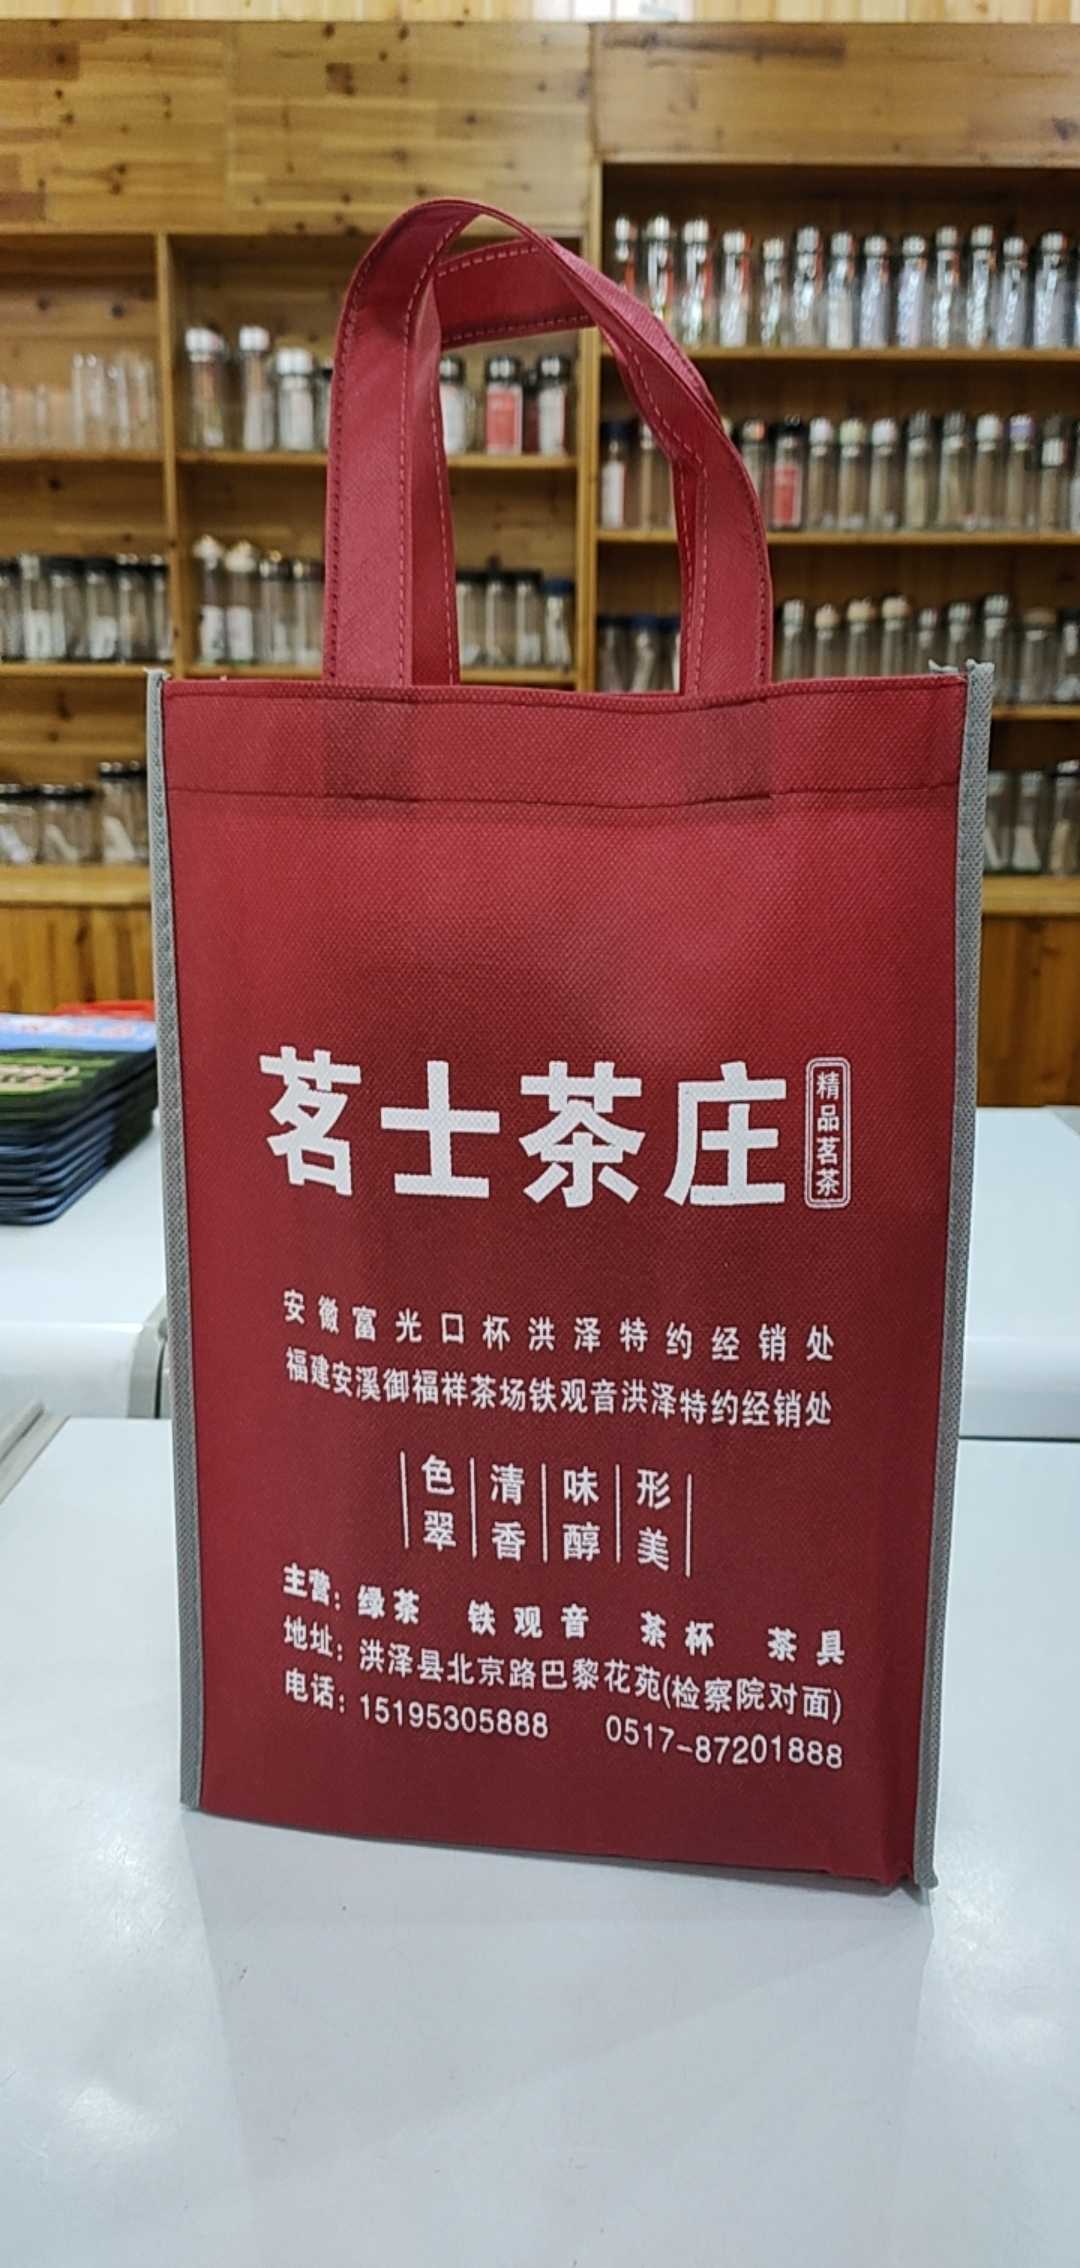 茗士茶庄
精品茗茶
安徽富光口杯洪泽特约经销处
福建安溪御福祥茶场铁观音洪泽特约经销处
色翠
清香
味醇
形美
主营：绿茶 铁观音 茶杯 茶具
地址：洪泽县北京路巴黎花苑(检察院对面)
电话：15195305888 0517-87201888